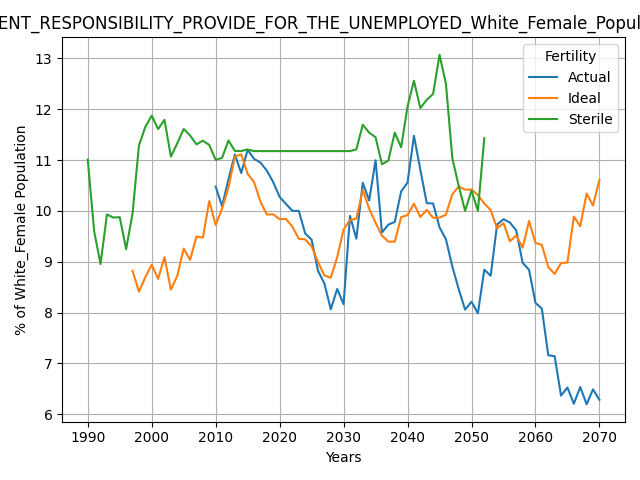 ENT_RESPONSIBILITY_PROVIDE_FOR_THE_UNEMPLOYED_White_Female_Popul
Fertility
Actual
Ideal
Sterile
% of White_Female Population
13
12
11
10
9
8
7
6
1990 2000 2010 2020 2030 2040 2050 2060 2070
Years